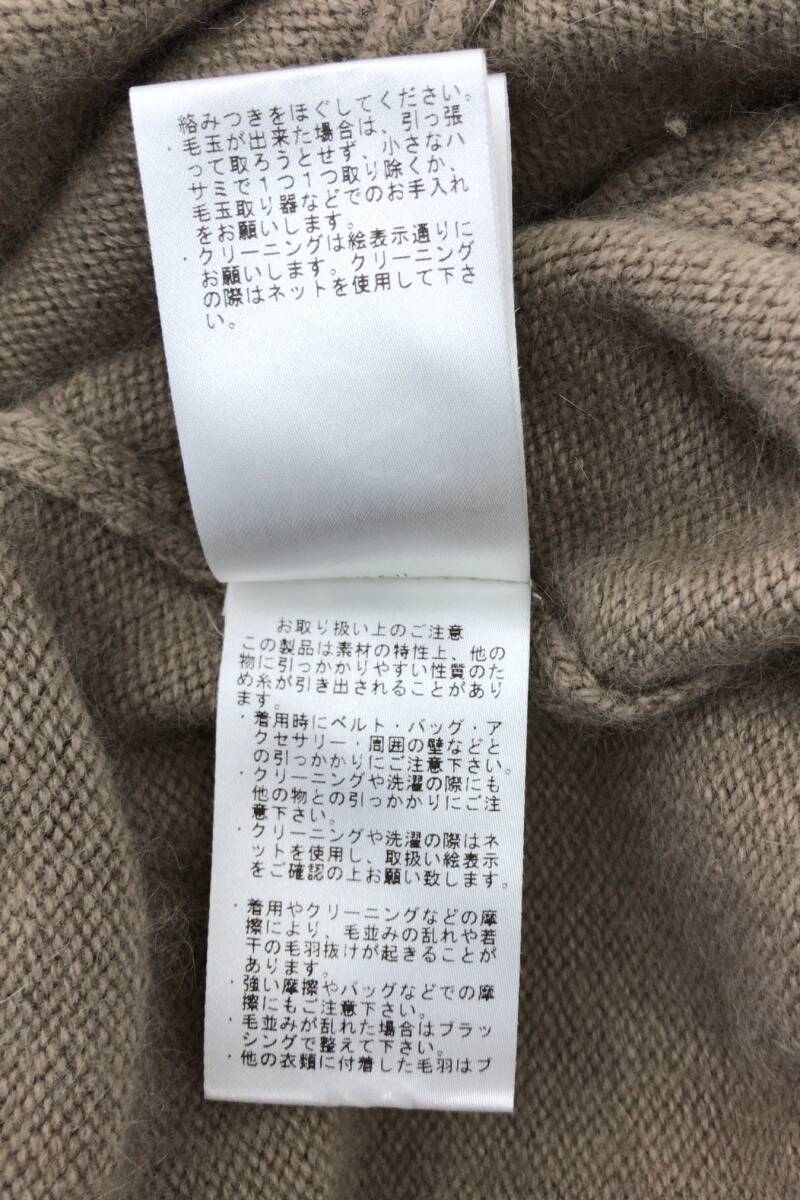 絡みつきをほぐしてください。
・毛玉が出来た場合は、引っ張
って取ろうとせず、小さなハ
サミで1つ1つ取り除くか、
毛玉取り器などでのお手入れ
をお願いします。
・クリーニングは絵表示通りに
お願いします。クリーニング
の際はネットを使用して下さ
い。
お取り扱い上のご注意
この製品は素材の特性上、他の
物に引っかかりやすい性質のた
め糸が引き出されることがあり
ます。
・着用時にベルト・バッグ・ア
クセサリー・周囲の壁などと
の引っかかりにご注意下さい。
・クリーニングや洗濯の際にも
他の物との引っかかりにご注
意下さい。
・クリーニングや洗濯の際はネ
ットを使用し、取扱い絵表示
をご確認の上お願い致します。
・着用やクリーニングなどの摩
擦により、毛並みの乱れや若
干の毛羽抜けが起きることが
あります。
・強い摩擦やバッグなどでの摩
擦にもご注意下さい。
・毛並みが乱れた場合はブラッ
シングで整えて下さい。
・他の衣類に付着した毛羽はブ